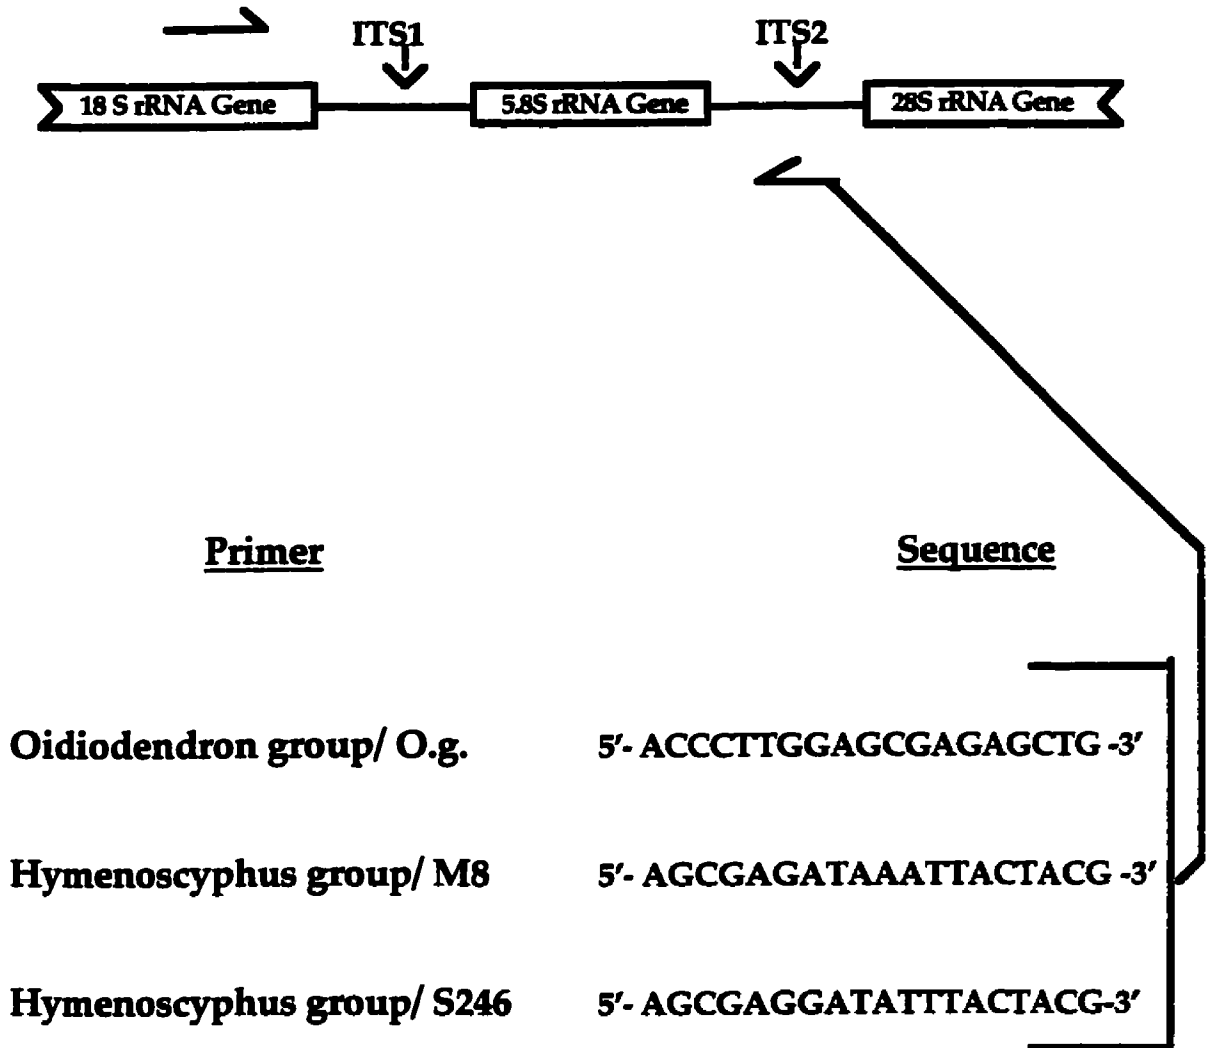 ITS1 ITS2
18 S rRNA Gene 5.8S rRNA Gene 28S rRNA Gene
Primer Sequence
Oidiodendron group/ O.g. 5'- ACCCTTGGAGCGAGAGCTG -3'
Hymenoscyphus group/ M8 5'- AGCGAGATAAATTACTACG -3'
Hymenoscyphus group/ S246 5'- AGCGAGGATATTTACTACG-3'